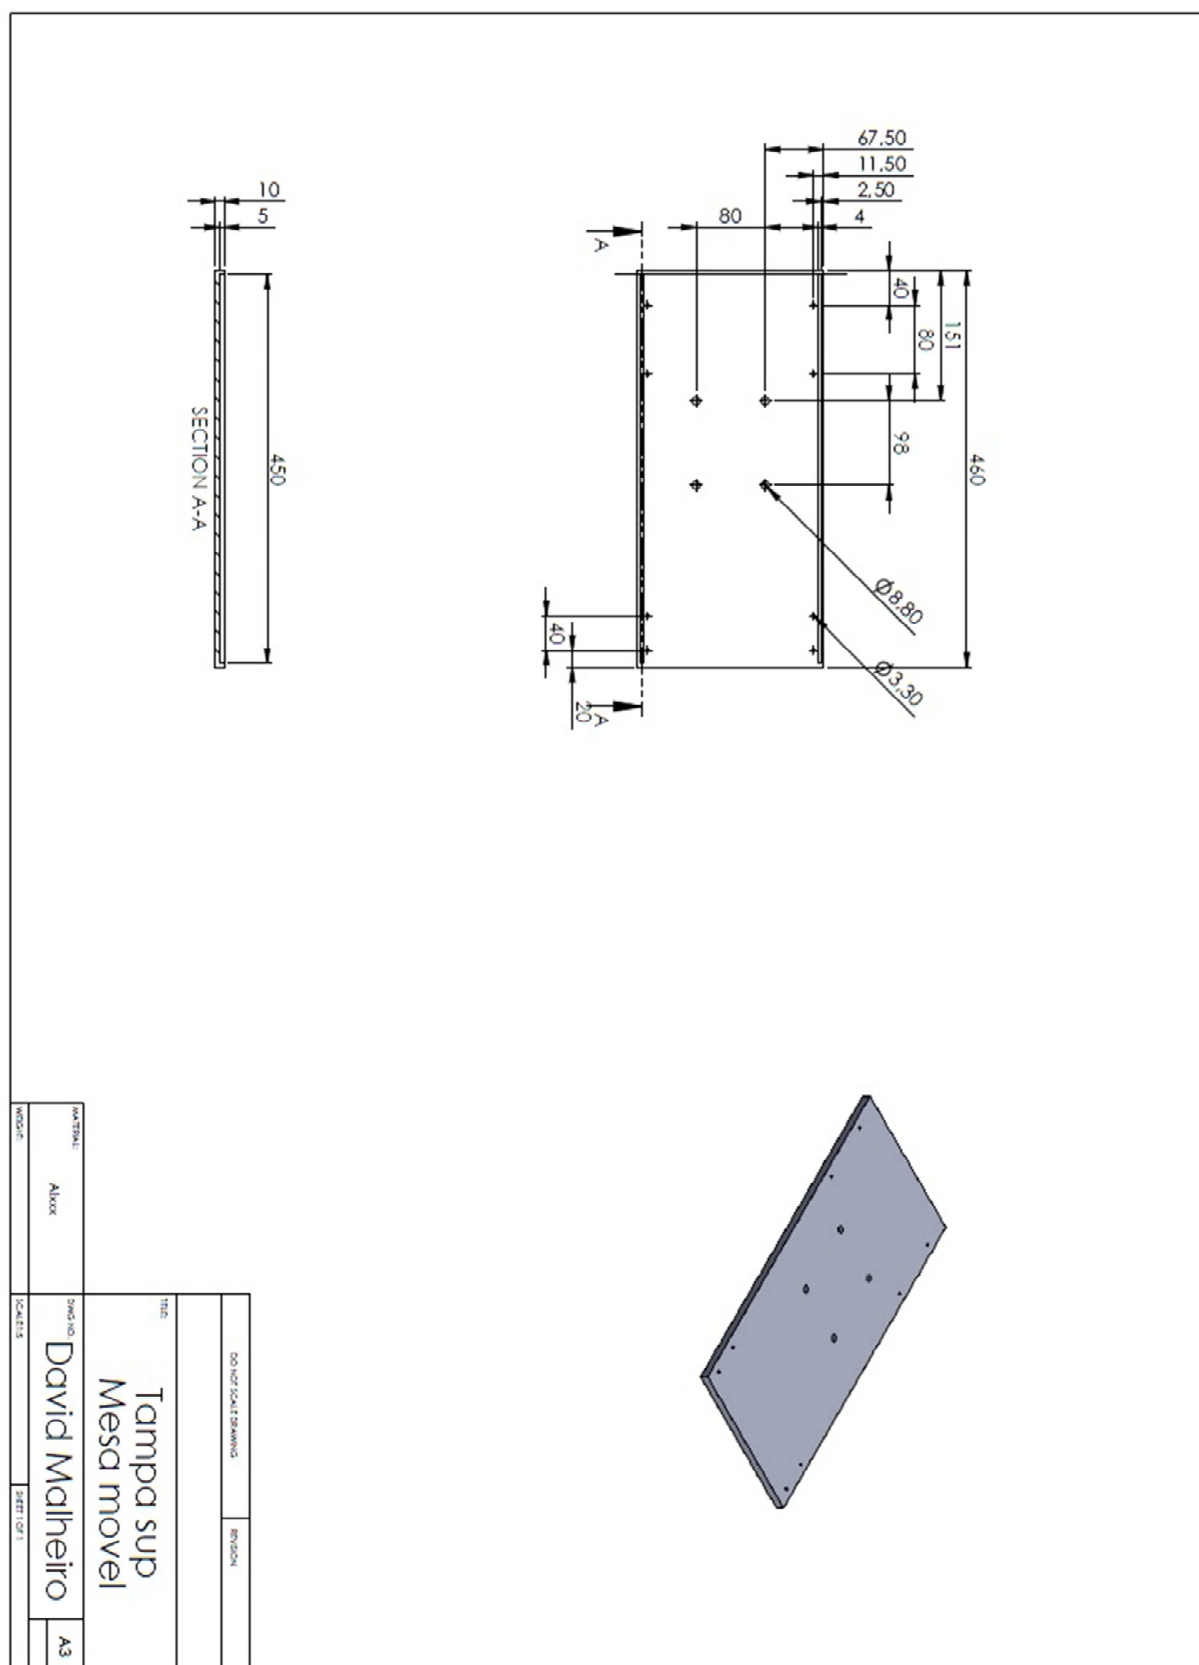 67,50
11,50
2,50
4
80
10
5
A
40
151
80
98
460
450
SECTION A-A
Ø8,80
Ø3,30
40
20
A
DO NOT SCALE DRAWING
REVISION
TITLE:
Tampa sup
Mesa movel
MATERIAL:
Alxxx
DWG NO.
David Malheiro
A3
WEIGHT:
SCALE:1:5
SHEET 1 OF 1